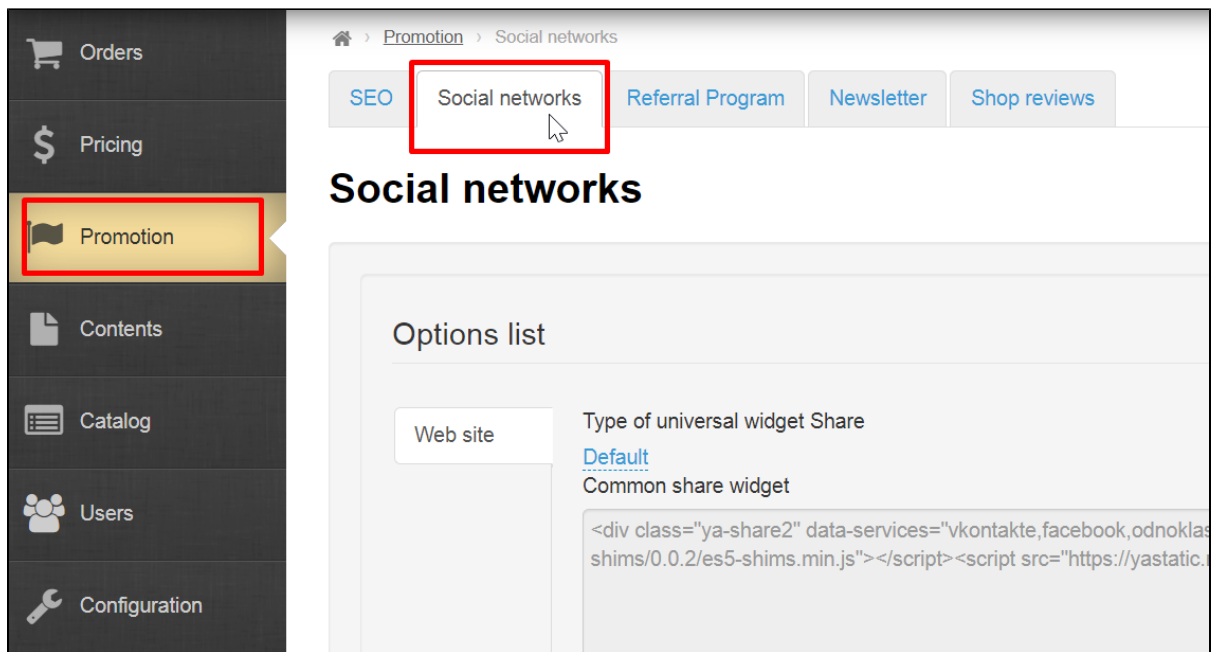 Orders
Pricing
Promotion
Contents
Catalog
Users
Configuration
Promotion › Social networks
SEO
Social networks
Referral Program
Newsletter
Shop reviews
Social networks
Options list
Web site
Type of universal widget Share
Default
Common share widget
<div class="ya-share2" data-services="vkontakte,facebook,odnoklas
shims/0.0.2/es5-shims.min.js"></script><script src="https://yastatic.